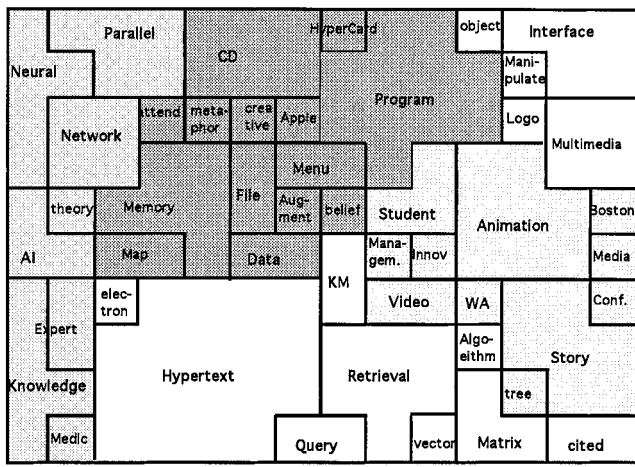 Parallel
HyperCard
object
Interface
CD
Neural
Mani-
pulate
Program
attend
meta-
phor
crea
tive
Apple
Logo
Network
Multimedia
Menu
theory
Memory
File
Aug-
ment
belief
Student
Animation
Boston
AI
Map
Data
Manag-
em.
Innov
Media
KM
elec-
tron
Video
WA
Conf.
Expert
Algo-
eithm
Story
Hypertext
Retrieval
Knowledge
tree
Medic
Query
vector
Matrix
cited